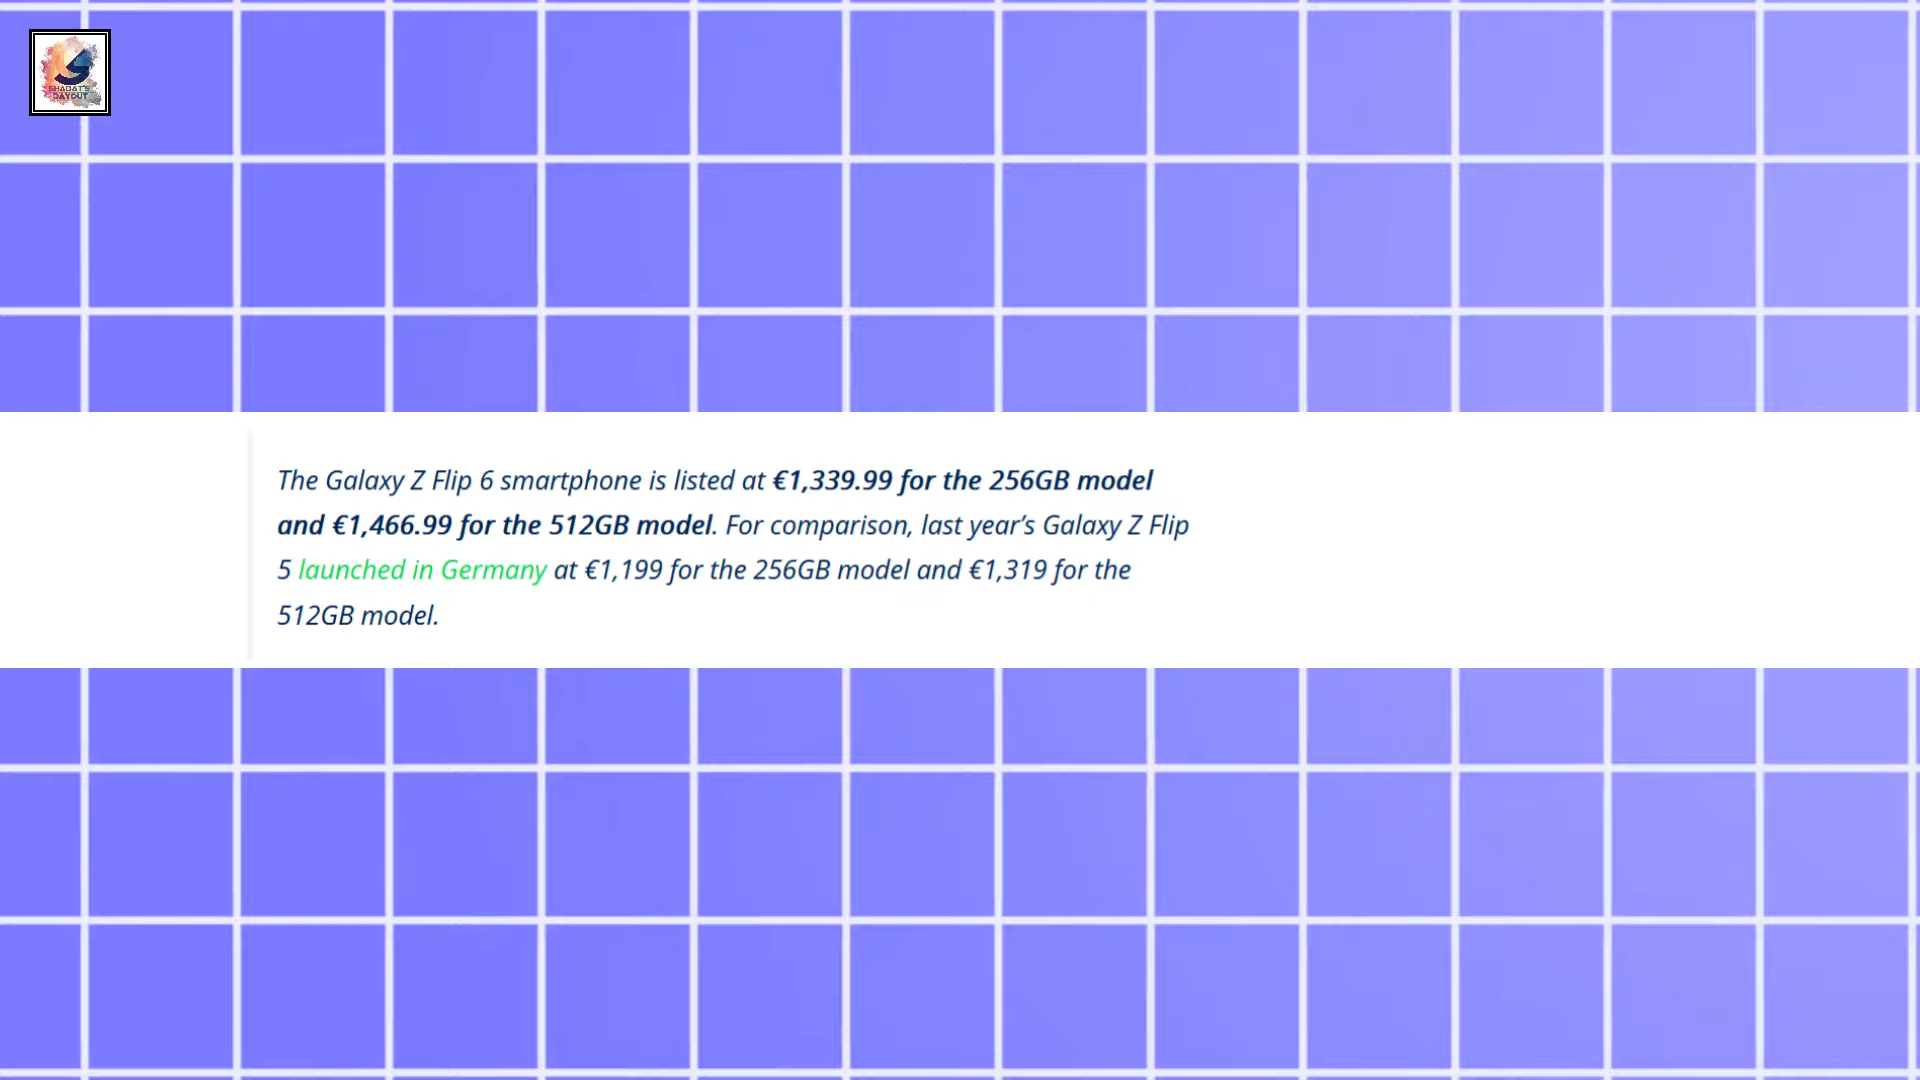 SHADAT'S
DAYOUT
The Galaxy Z Flip 6 smartphone is listed at €1,339.99 for the 256GB model
and €1,466.99 for the 512GB model. For comparison, last year’s Galaxy Z Flip
5 launched in Germany at €1,199 for the 256GB model and €1,319 for the
512GB model.